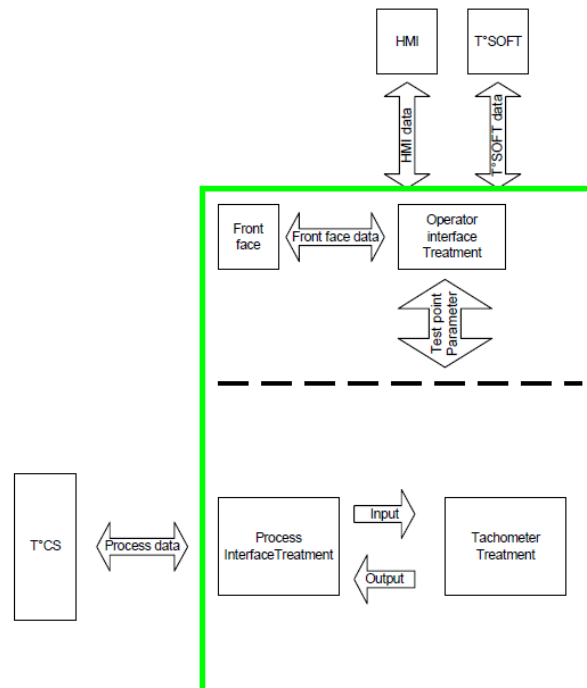 HMI
T°SOFT
HMI data
T°SOFT data
Front
face
Front face data
Operator
interface
Treatment
Test point
Parameter
T°CS
Process data
Process
InterfaceTreatment
Input
Output
Tachometer
Treatment